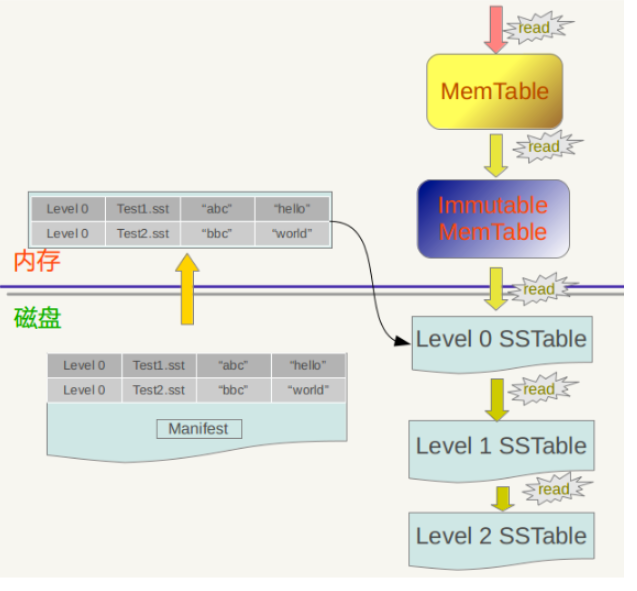 read
MemTable
read
Immutable
MemTable
Level 0 Test1.sst “abc” “hello”
Level 0 Test2.sst “bbc” “world”
内存
read
磁盘
Level 0 SSTable
Level 0 Test1.sst “abc” “hello”
Level 0 Test2.sst “bbc” “world”
read
Manifest
Level 1 SSTable
read
Level 2 SSTable